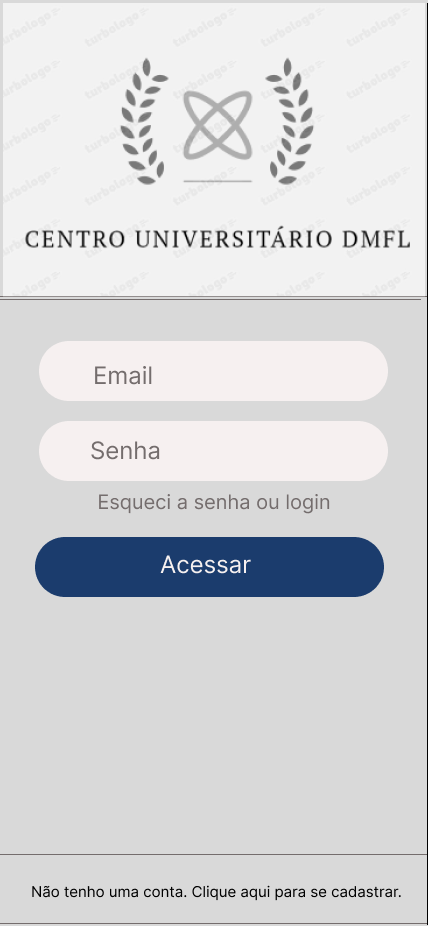 CENTRO UNIVERSITÁRIO DMFL
Email
Senha
Esqueci a senha ou login
Acessar
Não tenho uma conta. Clique aqui para se cadastrar.